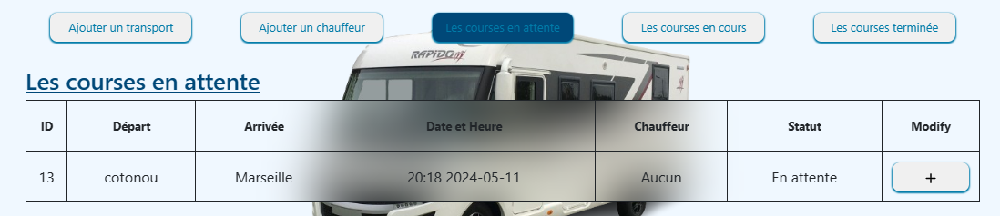 Ajouter un transport
Ajouter un chauffeur
Les courses en attente
Les courses en cours
Les courses terminée
RAPIDO
Les courses en attente
ID Départ Arrivée Date et Heure Chauffeur Statut Modify
13 cotonou Marseille 20:18 2024-05-11 Aucun En attente +